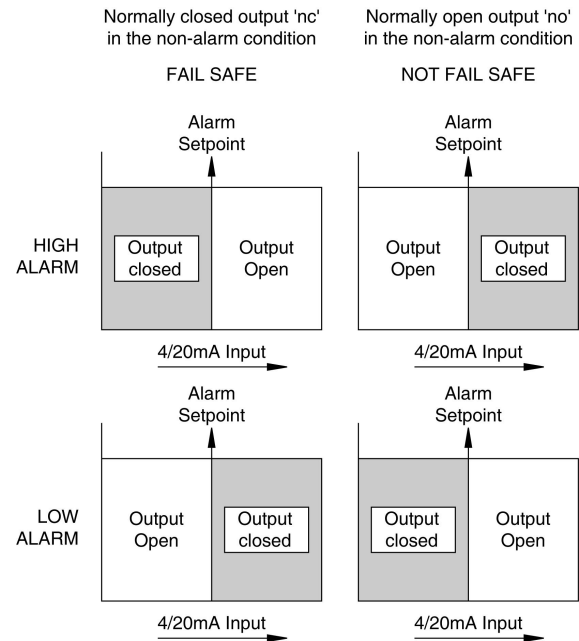 Normally closed output 'nc'
in the non-alarm condition
FAIL SAFE
Normally open output 'no'
in the non-alarm condition
NOT FAIL SAFE
Alarm
Setpoint
Alarm
Setpoint
HIGH
ALARM
Output
closed
Output
Open
Output
Open
Output
closed
4/20mA Input
4/20mA Input
Alarm
Setpoint
Alarm
Setpoint
LOW
ALARM
Output
Open
Output
closed
Output
closed
Output
Open
4/20mA Input
4/20mA Input